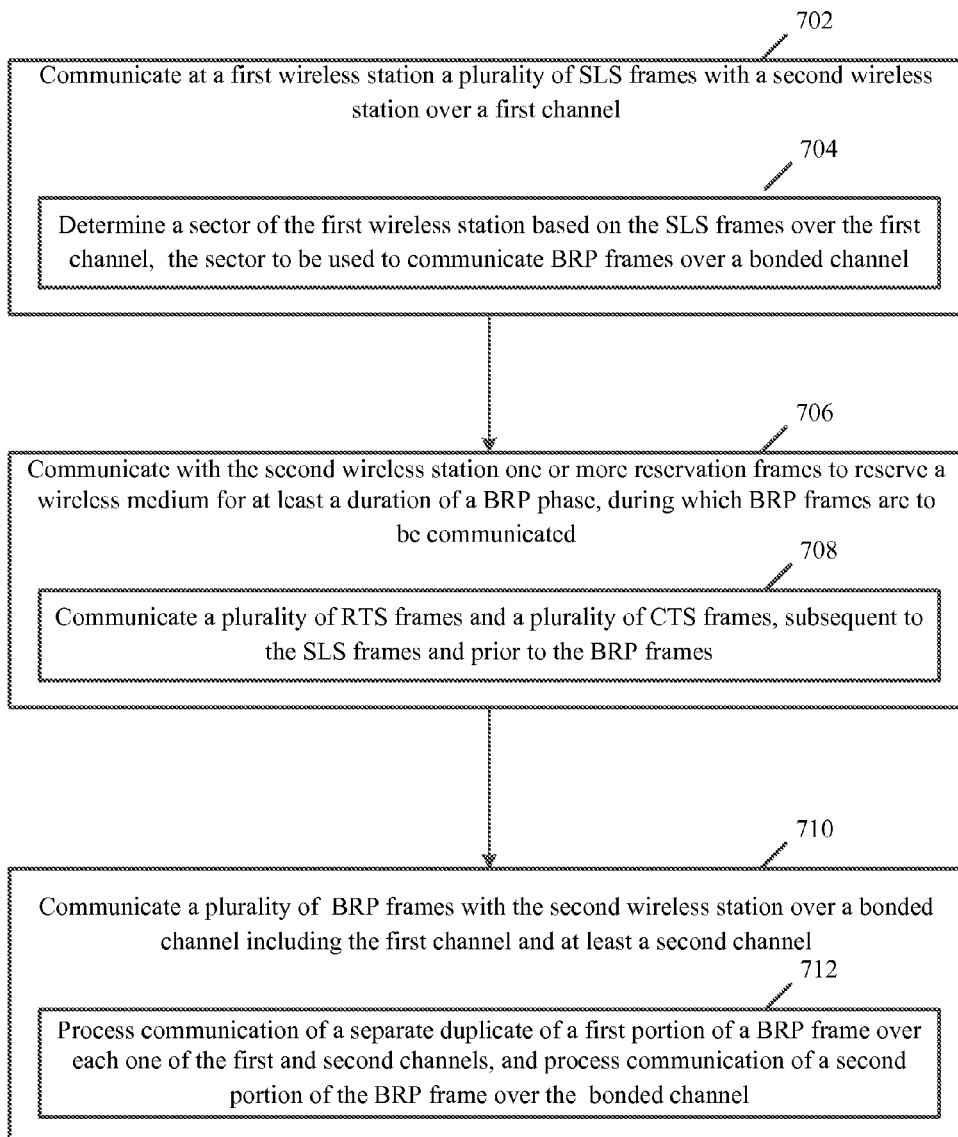 702
Communicate at a first wireless station a plurality of SLS frames with a second wireless
station over a first channel
704
Determine a sector of the first wireless station based on the SLS frames over the first
channel, the sector to be used to communicate BRP frames over a bonded channel
706
Communicate with the second wireless station one or more reservation frames to reserve a
wireless medium for at least a duration of a BRP phase, during which BRP frames are to
be communicated
708
Communicate a plurality of RTS frames and a plurality of CTS frames, subsequent to
the SLS frames and prior to the BRP frames
710
Communicate a plurality of BRP frames with the second wireless station over a bonded
channel including the first channel and at least a second channel
712
Process communication of a separate duplicate of a first portion of a BRP frame over
each one of the first and second channels, and process communication of a second
portion of the BRP frame over the bonded channel